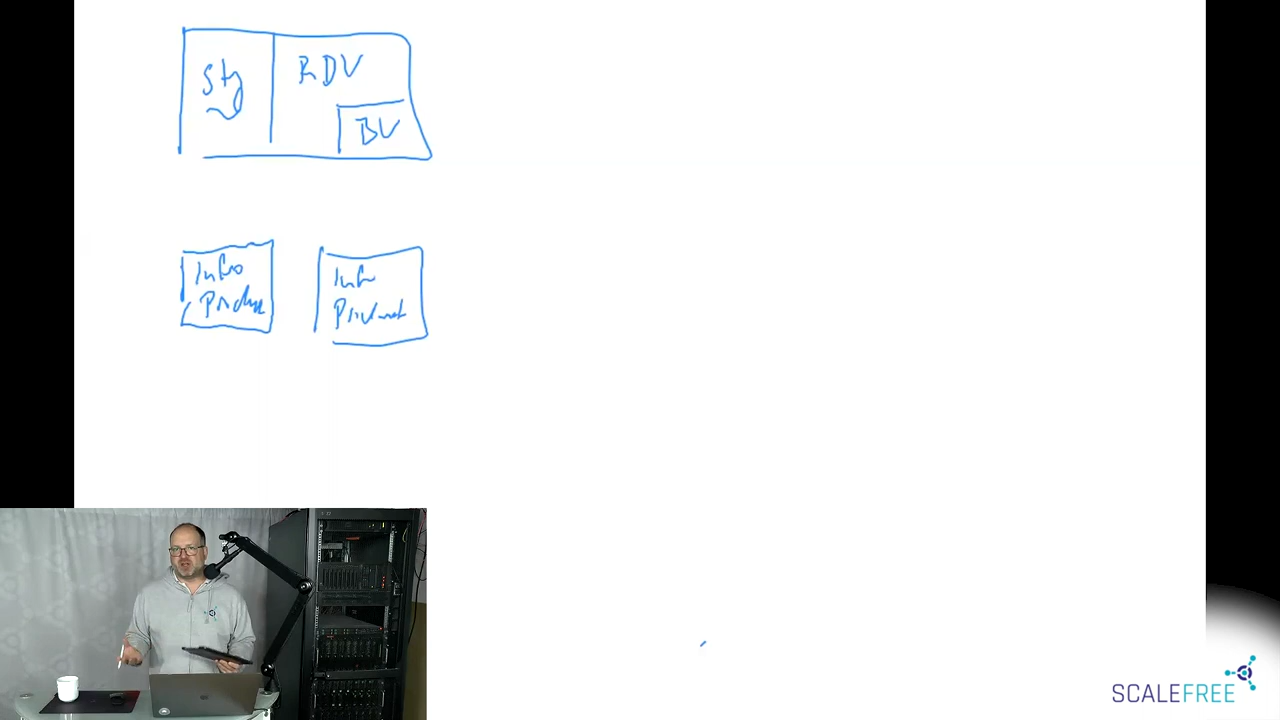 Stg
RDV
BV
Info
Product
Info
Product
SCALEFREE